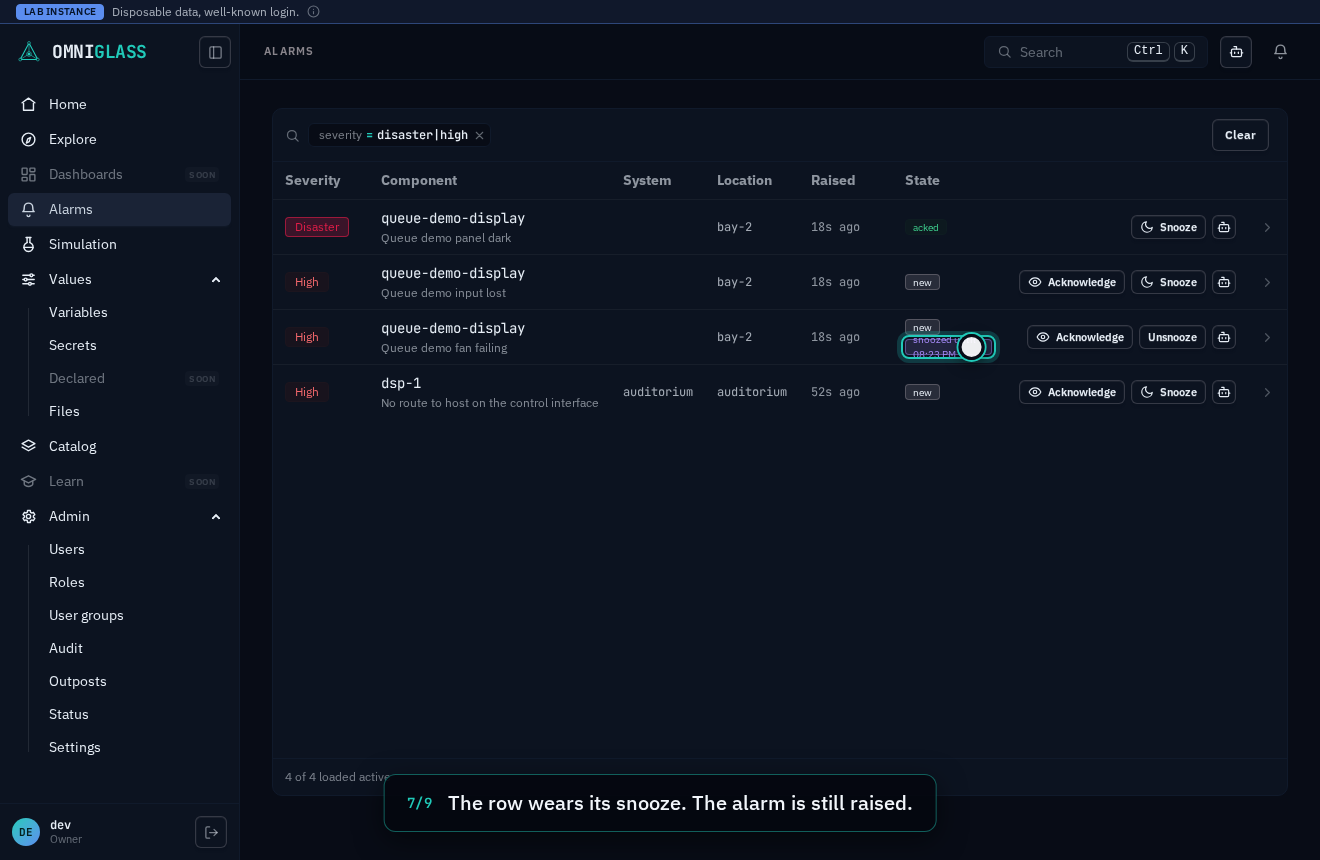 LAB INSTANCE Disposable data, well-known login.
OMNIGLASS
ALARMS
Search Ctrl K
Home
Explore
Dashboards SOON
Alarms
Simulation
Values
Variables
Secrets
Declared SOON
Files
Catalog
Learn SOON
Admin
Users
Roles
User groups
Audit
Outposts
Status
Settings
DE dev
Owner
severity = disaster|high
Clear
Severity Component System Location Raised State
Disaster queue-demo-display bay-2 18s ago acked Snooze
Queue demo panel dark
High queue-demo-display bay-2 18s ago new Acknowledge Snooze
Queue demo input lost
High queue-demo-display bay-2 18s ago new Acknowledge Unsnooze
Queue demo fan failing
snoozed
08:23 PM
High dsp-1 auditorium auditorium 52s ago new Acknowledge Snooze
No route to host on the control interface
4 of 4 loaded active
7/9 The row wears its snooze. The alarm is still raised.